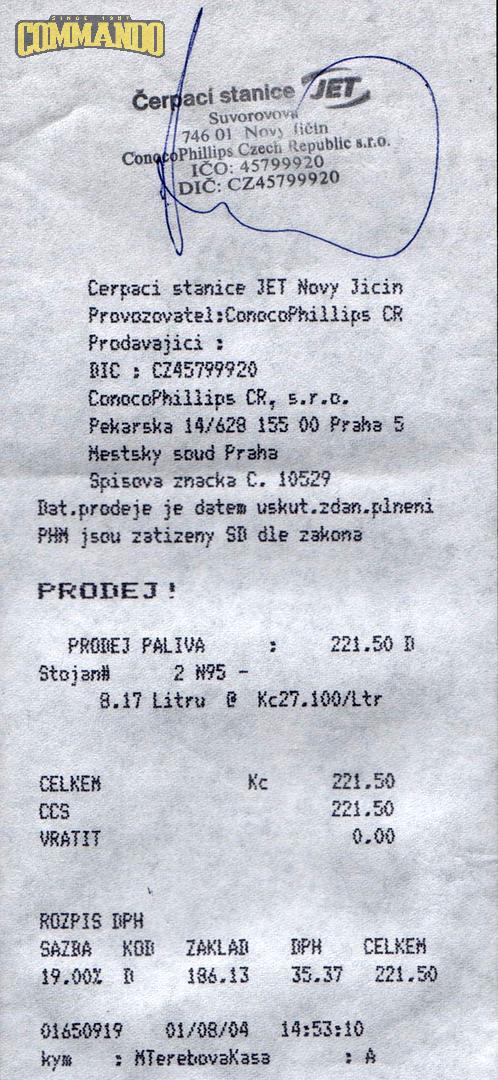 SINCE 1987
COMMANDO
Čerpací stanice JET
Suvorovova
746 01 Nový Jičín
ConocoPhillips Czech Republic s.r.o.
IČO: 45799920
DIČ: CZ45799920
Cerpaci stanice JET Novy Jicin
Provozovatel:ConocoPhillips CR
Prodavajici :
DIC : CZ45799920
ConocoPhillips CR, s.r.o.
Pekarska 14/628 155 00 Praha 5
Mestsky soud Praha
Spisova znacka C. 10529
Dat.prodeje je datem uskut.zdan.plneni
PHM jsou zatizeny SD dle zakona
PRODEJ!
PRODEJ PALIVA : 221.50 D
Stojan# 2 N95 -
8.17 Litru @ Kc27.100/Ltr
CELKEM Kc 221.50
CCS 221.50
VRATIT 0.00
ROZPIS DPH
SAZBA KOD ZAKLAD DPH CELKEM
19.00% D 186.13 35.37 221.50
01650919 01/08/04 14:53:10
kym : MTerebovaKasa : A